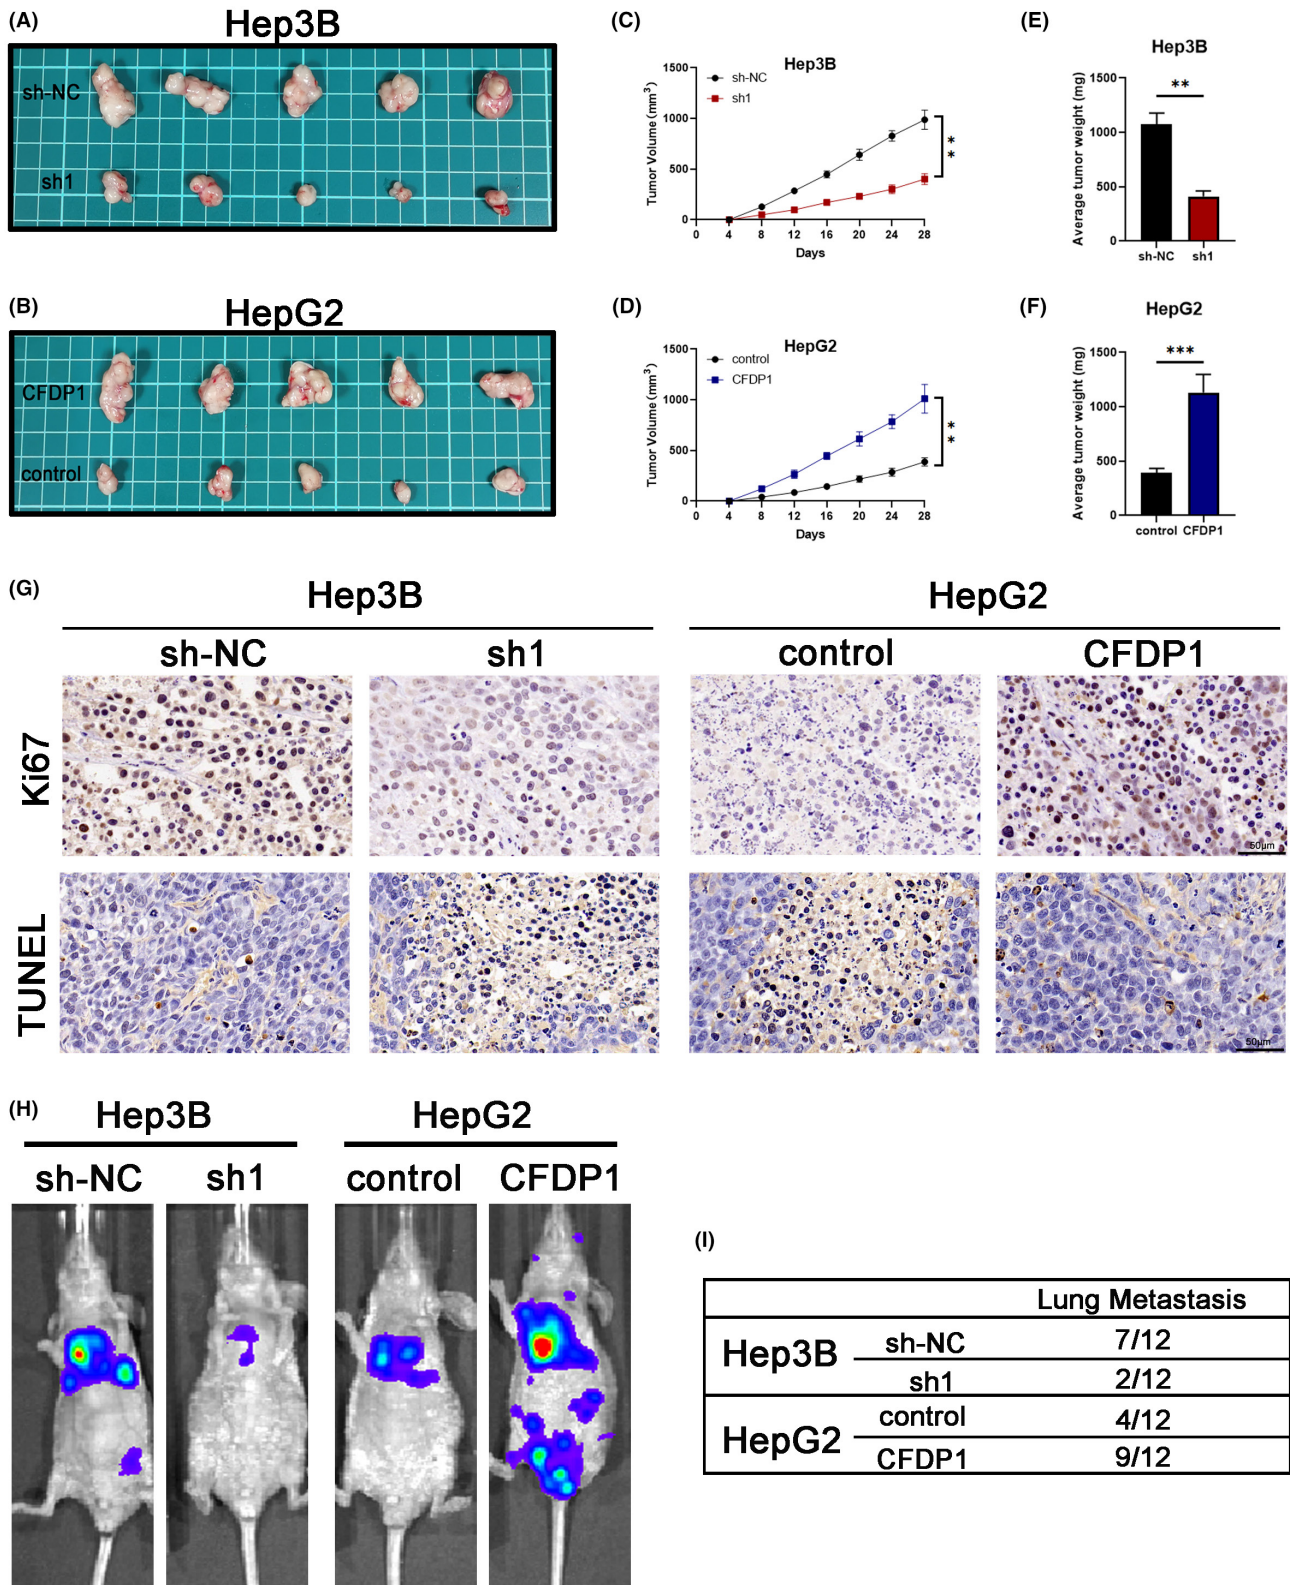 (A)
Hep3B
sh-NC
sh1
(B)
HepG2
CFDP1
control
(C)
Hep3B
sh-NC
sh1
Tumor Volume (mm3)
1500
1000
500
0
0 4 8 12 16 20 24 28
Days
**
(D)
HepG2
control
CFDP1
Tumor Volume (mm3)
1500
1000
500
0
0 4 8 12 16 20 24 28
Days
**
(E)
Hep3B
**
Average tumor weight (mg)
1500
1000
500
0
sh-NC sh1
(F)
HepG2
***
Average tumor weight (mg)
1500
1000
500
0
control CFDP1
(G)
Hep3B HepG2
sh-NC sh1 control CFDP1
Ki67
50μm
TUNEL
50μm
(H)
Hep3B HepG2
sh-NC sh1 control CFDP1
(I)
Lung Metastasis
Hep3B sh-NC 7/12
sh1 2/12
HepG2 control 4/12
CFDP1 9/12